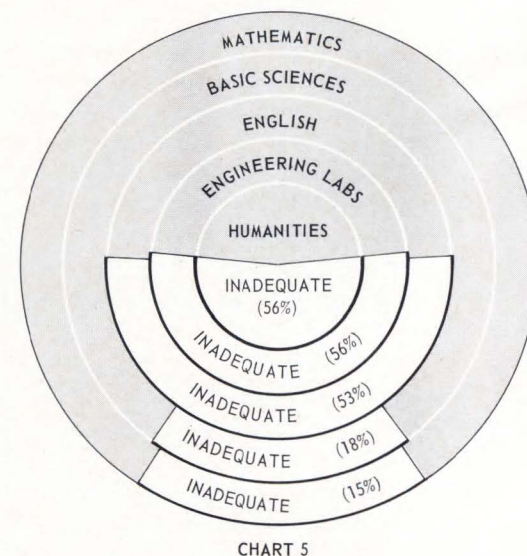 MATHEMATICS
BASIC SCIENCES
ENGLISH
ENGINEERING LABS
HUMANITIES
INADEQUATE
(56%)
INADEQUATE (56%)
INADEQUATE (53%)
INADEQUATE (18%)
INADEQUATE (15%)
CHART 5